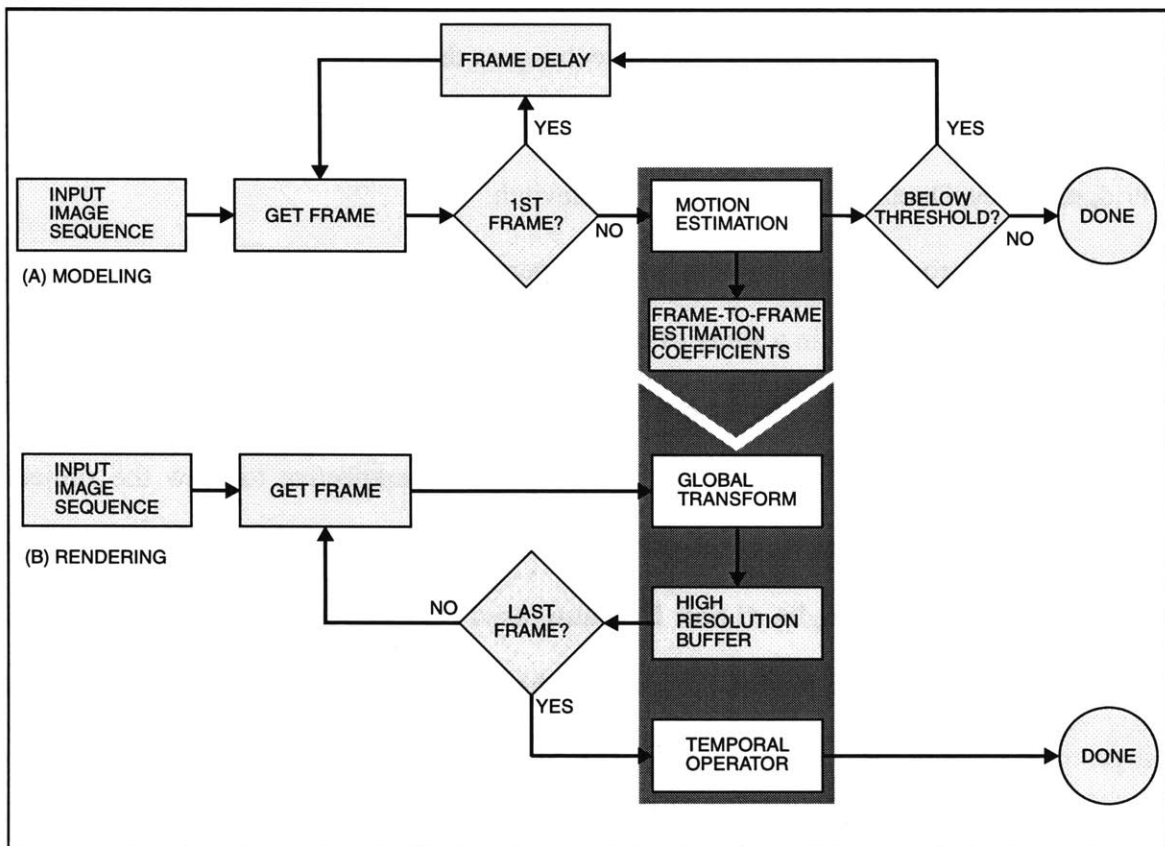 FRAME DELAY
YES
YES
INPUT
IMAGE
SEQUENCE
GET FRAME
1ST
FRAME?
NO
MOTION
ESTIMATION
BELOW
THRESHOLD?
NO
DONE
(A) MODELING
FRAME-TO-FRAME
ESTIMATION
COEFFICIENTS
INPUT
IMAGE
SEQUENCE
GET FRAME
GLOBAL
TRANSFORM
(B) RENDERING
NO
LAST
FRAME?
HIGH
RESOLUTION
BUFFER
YES
TEMPORAL
OPERATOR
DONE